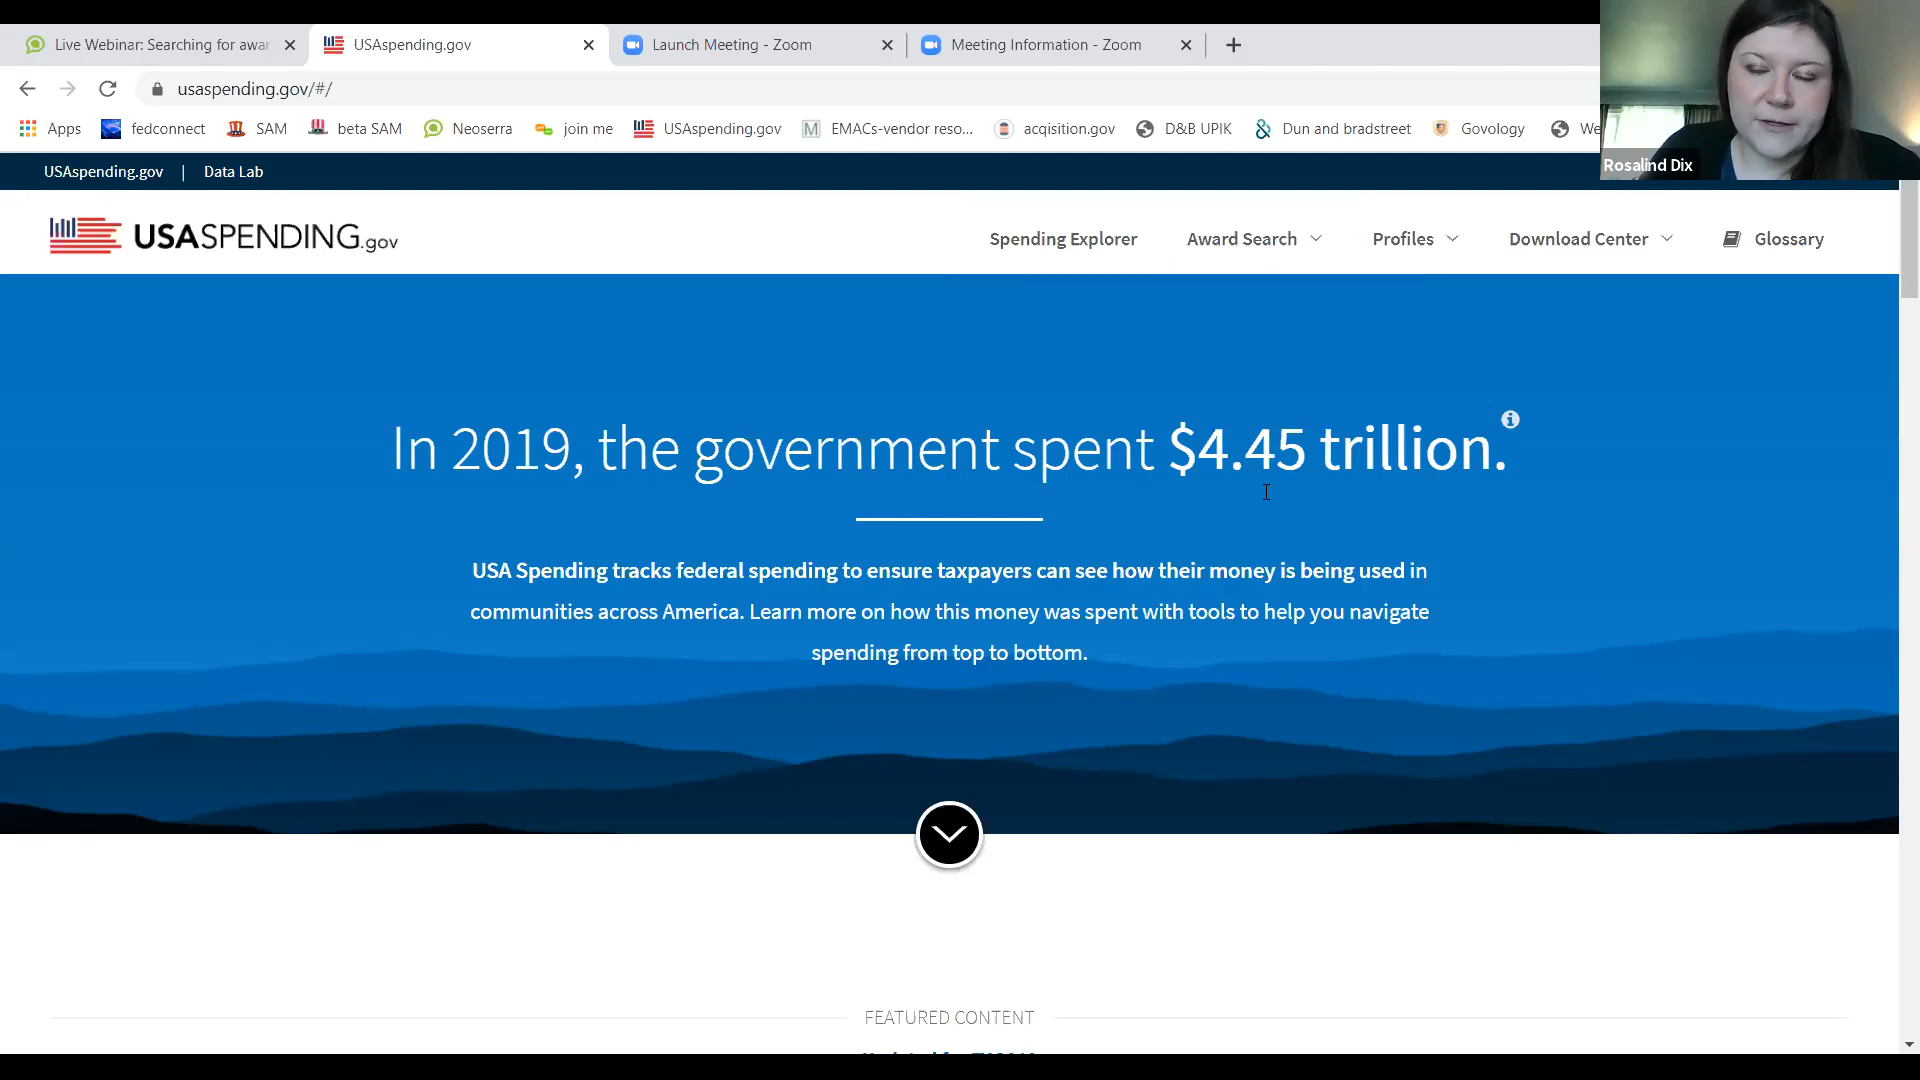 Live Webinar: Searching for awar
USAspending.gov
Launch Meeting - Zoom
Meeting Information - Zoom
usaspending.gov/#/
Apps
fedconnect
SAM
beta SAM
Neoserra
join me
USAspending.gov
EMACs-vendor reso...
acqisition.gov
D&B UPIK
Dun and bradstreet
Govology
We
Rosalind Dix
USAspending.gov | Data Lab
USASPENDING.gov
Spending Explorer
Award Search
Profiles
Download Center
Glossary
In 2019, the government spent $4.45 trillion.
USA Spending tracks federal spending to ensure taxpayers can see how their money is being used in
communities across America. Learn more on how this money was spent with tools to help you navigate
spending from top to bottom.
FEATURED CONTENT